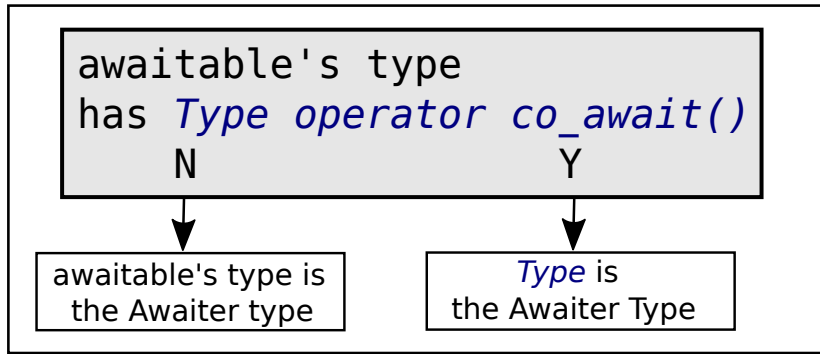 awaitable's type
has Type operator co_await()
N Y
awaitable's type is
the Awaiter type
Type is
the Awaiter Type